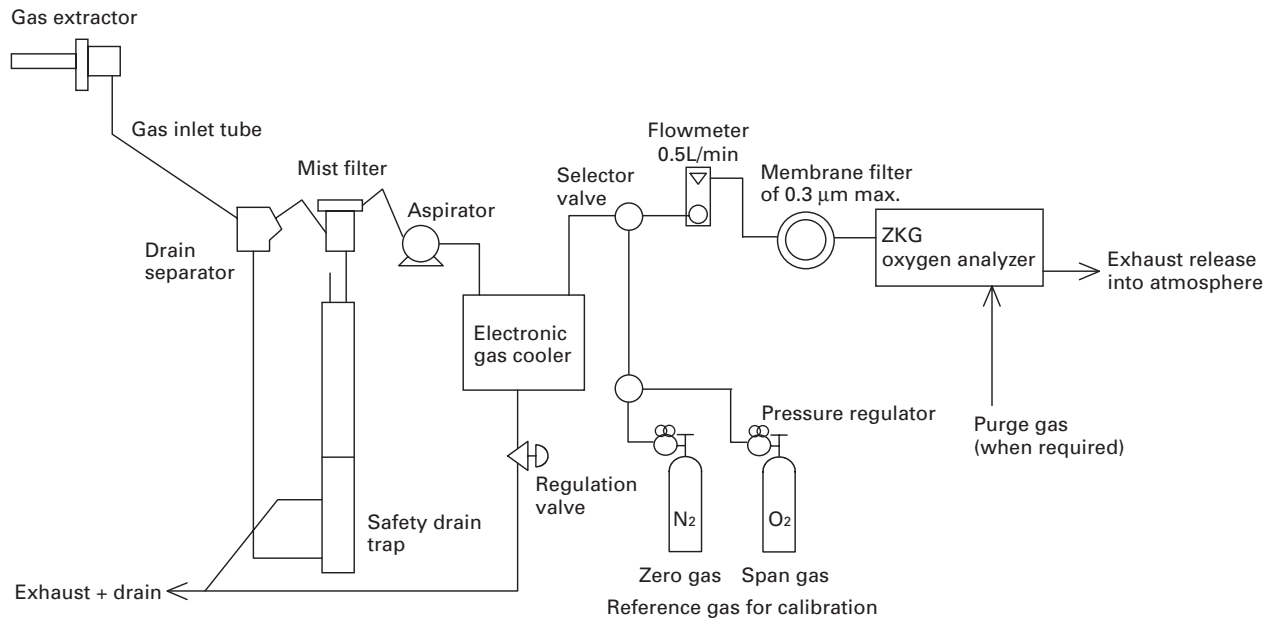 Gas extractor
Gas inlet tube
Mist filter
Drain
separator
Aspirator
Selector
valve
Flowmeter
0.5L/min
Membrane filter
of 0.3 μm max.
ZKG
oxygen analyzer
Exhaust release
into atmosphere
Electronic
gas cooler
Pressure regulator
Purge gas
(when required)
Regulation
valve
Safety drain
trap
N2
O2
Zero gas
Span gas
Reference gas for calibration
Exhaust + drain